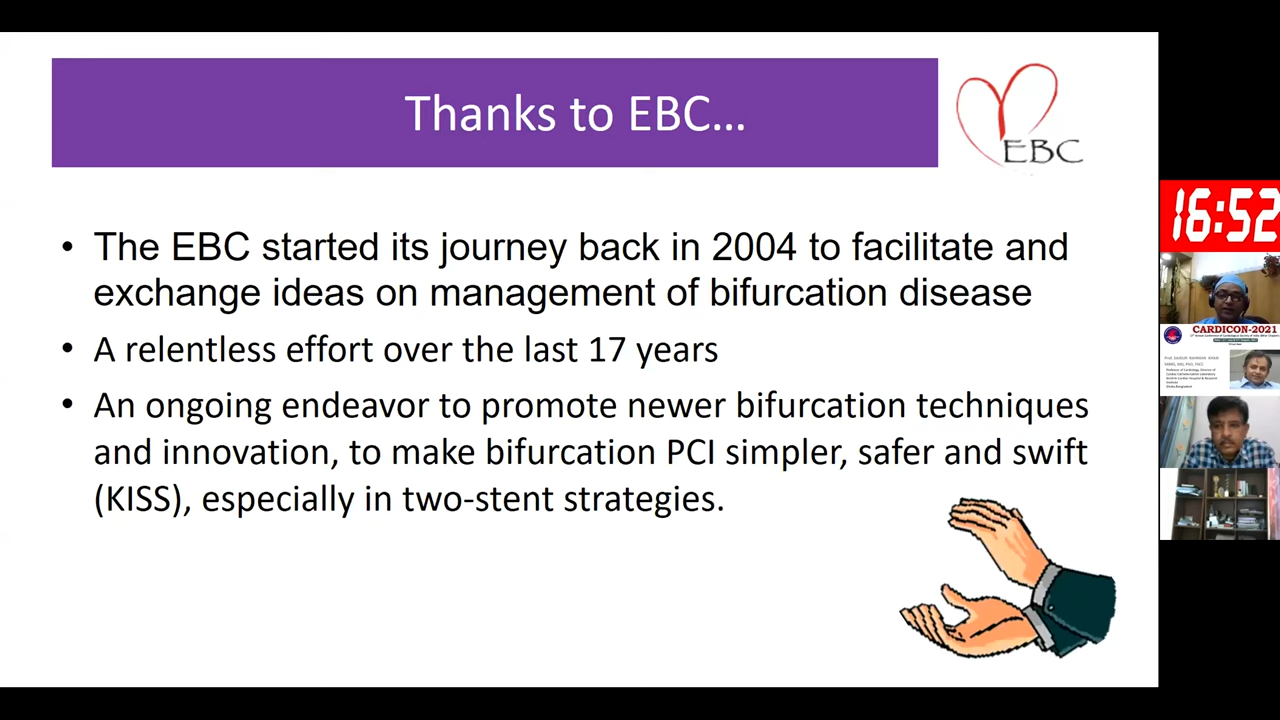 Thanks to EBC...
EBC
• The EBC started its journey back in 2004 to facilitate and
exchange ideas on management of bifurcation disease
• A relentless effort over the last 17 years
• An ongoing endeavor to promote newer bifurcation techniques
and innovation, to make bifurcation PCI simpler, safer and swift
(KISS), especially in two-stent strategies.
16:52
CARDICON-2021